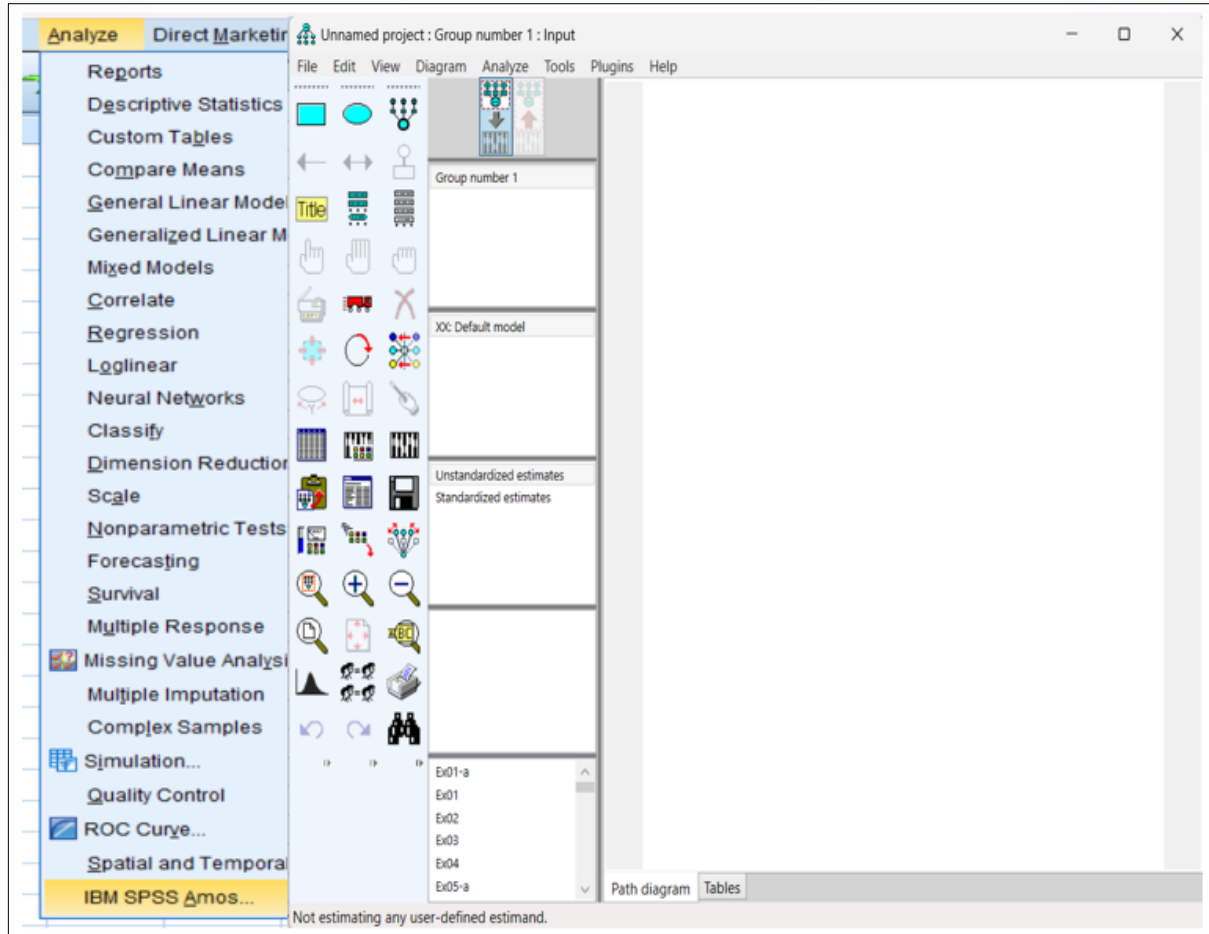 Analyze Direct Marketin
Reports
Descriptive Statistics
Custom Tables
Compare Means
General Linear Model
Generalized Linear M
Mixed Models
Correlate
Regression
Loglinear
Neural Networks
Classify
Dimension Reduction
Scale
Nonparametric Tests
Forecasting
Survival
Multiple Response
Missing Value Analysi
Multiple Imputation
Complex Samples
Simulation...
Quality Control
ROC Curve...
Spatial and Temporal
IBM SPSS Amos...
Unnamed project : Group number 1 : Input
File Edit View Diagram Analyze Tools Plugins Help
Title
Group number 1
XX: Default model
Unstandardized estimates
Standardized estimates
Ex01-a
Ex01
Ex02
Ex03
Ex04
Ex05-a
Path diagram Tables
Not estimating any user-defined estimand.